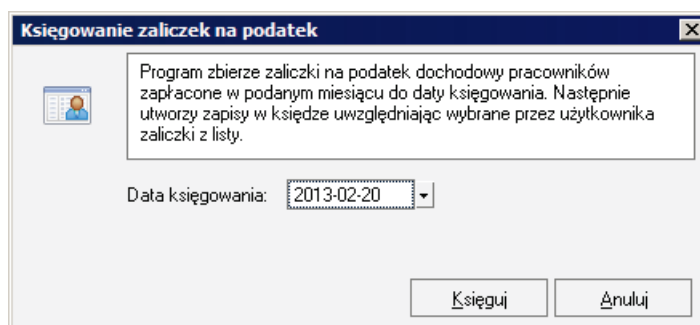 Księgowanie zaliczek na podatek
Program zbierze zaliczki na podatek dochodowy pracowników
zapłacone w podanym miesiącu do daty księgowania. Następnie
utworzy zapisy w księdze uwzględniając wybrane przez użytkownika
zaliczki z listy.
Data księgowania: 2013-02-20
Księguj Anuluj